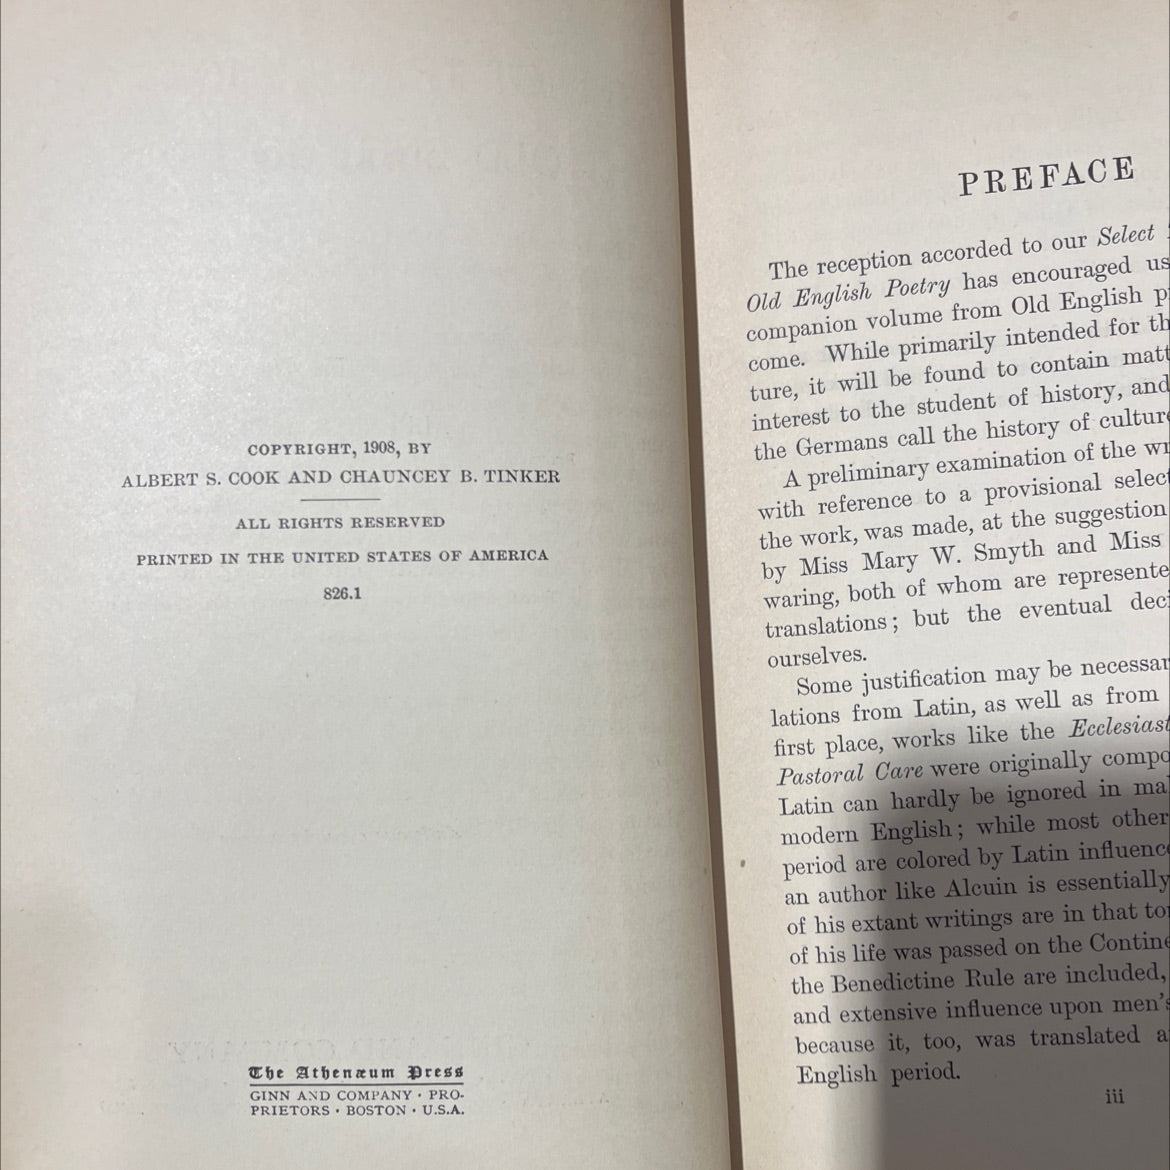 COPYRIGHT, 1908, BY
ALBERT S. COOK AND CHAUNCEY B. TINKER
ALL RIGHTS RESERVED
PRINTED IN THE UNITED STATES OF AMERICA
826.1
The Athenæum Press
GINN AND COMPANY · PRO-
PRIETORS · BOSTON · U.S.A.
PREFACE
The reception accorded to our Select
Old English Poetry has encouraged us
companion volume from Old English p
come. While primarily intended for th
ture, it will be found to contain matt
interest to the student of history, and
the Germans call the history of culture
A preliminary examination of the wr
with reference to a provisional select
the work, was made, at the suggestion
by Miss Mary W. Smyth and Miss
waring, both of whom are represente
translations; but the eventual deci
ourselves.
Some justification may be necessar
lations from Latin, as well as from
first place, works like the Ecclesiast
Pastoral Care were originally compo
Latin can hardly be ignored in ma
modern English; while most other
period are colored by Latin influence
an author like Alcuin is essentially
of his extant writings are in that to
of his life was passed on the Contine
the Benedictine Rule are included,
and extensive influence upon men's
because it, too, was translated a
English period.
iii